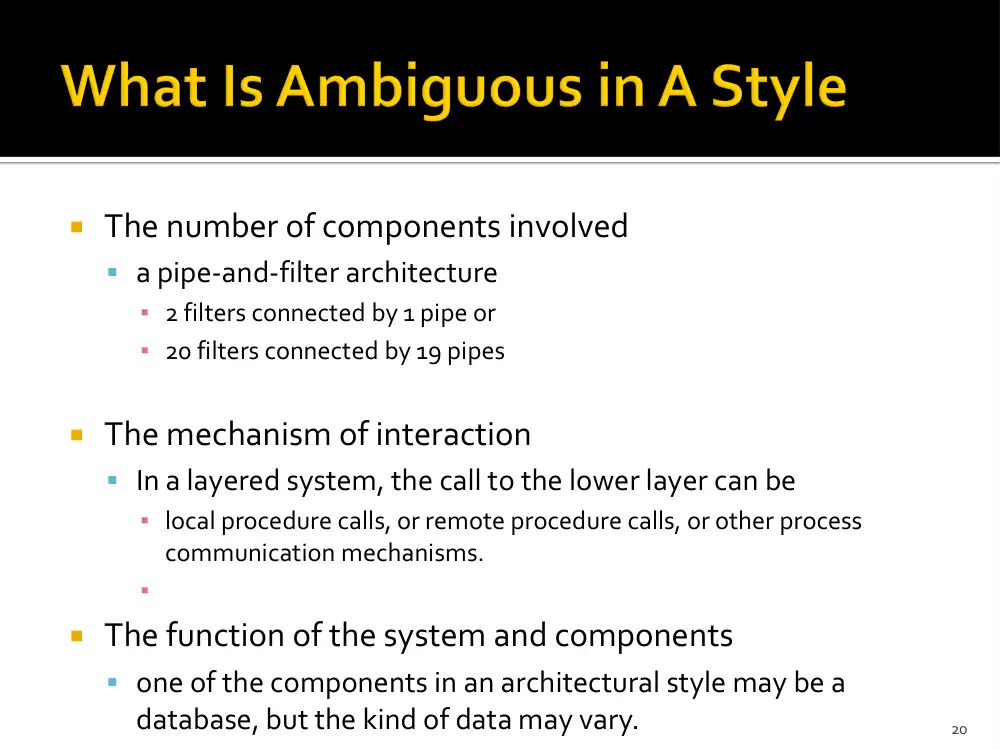 What Is Ambiguous in A Style
The number of components involved
a pipe-and-filter architecture
2 filters connected by 1 pipe or
20 filters connected by 19 pipes
The mechanism of interaction
In a layered system, the call to the lower layer can be
local procedure calls, or remote procedure calls, or other process
communication mechanisms.
The function of the system and components
one of the components in an architectural style may be a
database, but the kind of data may vary.
20